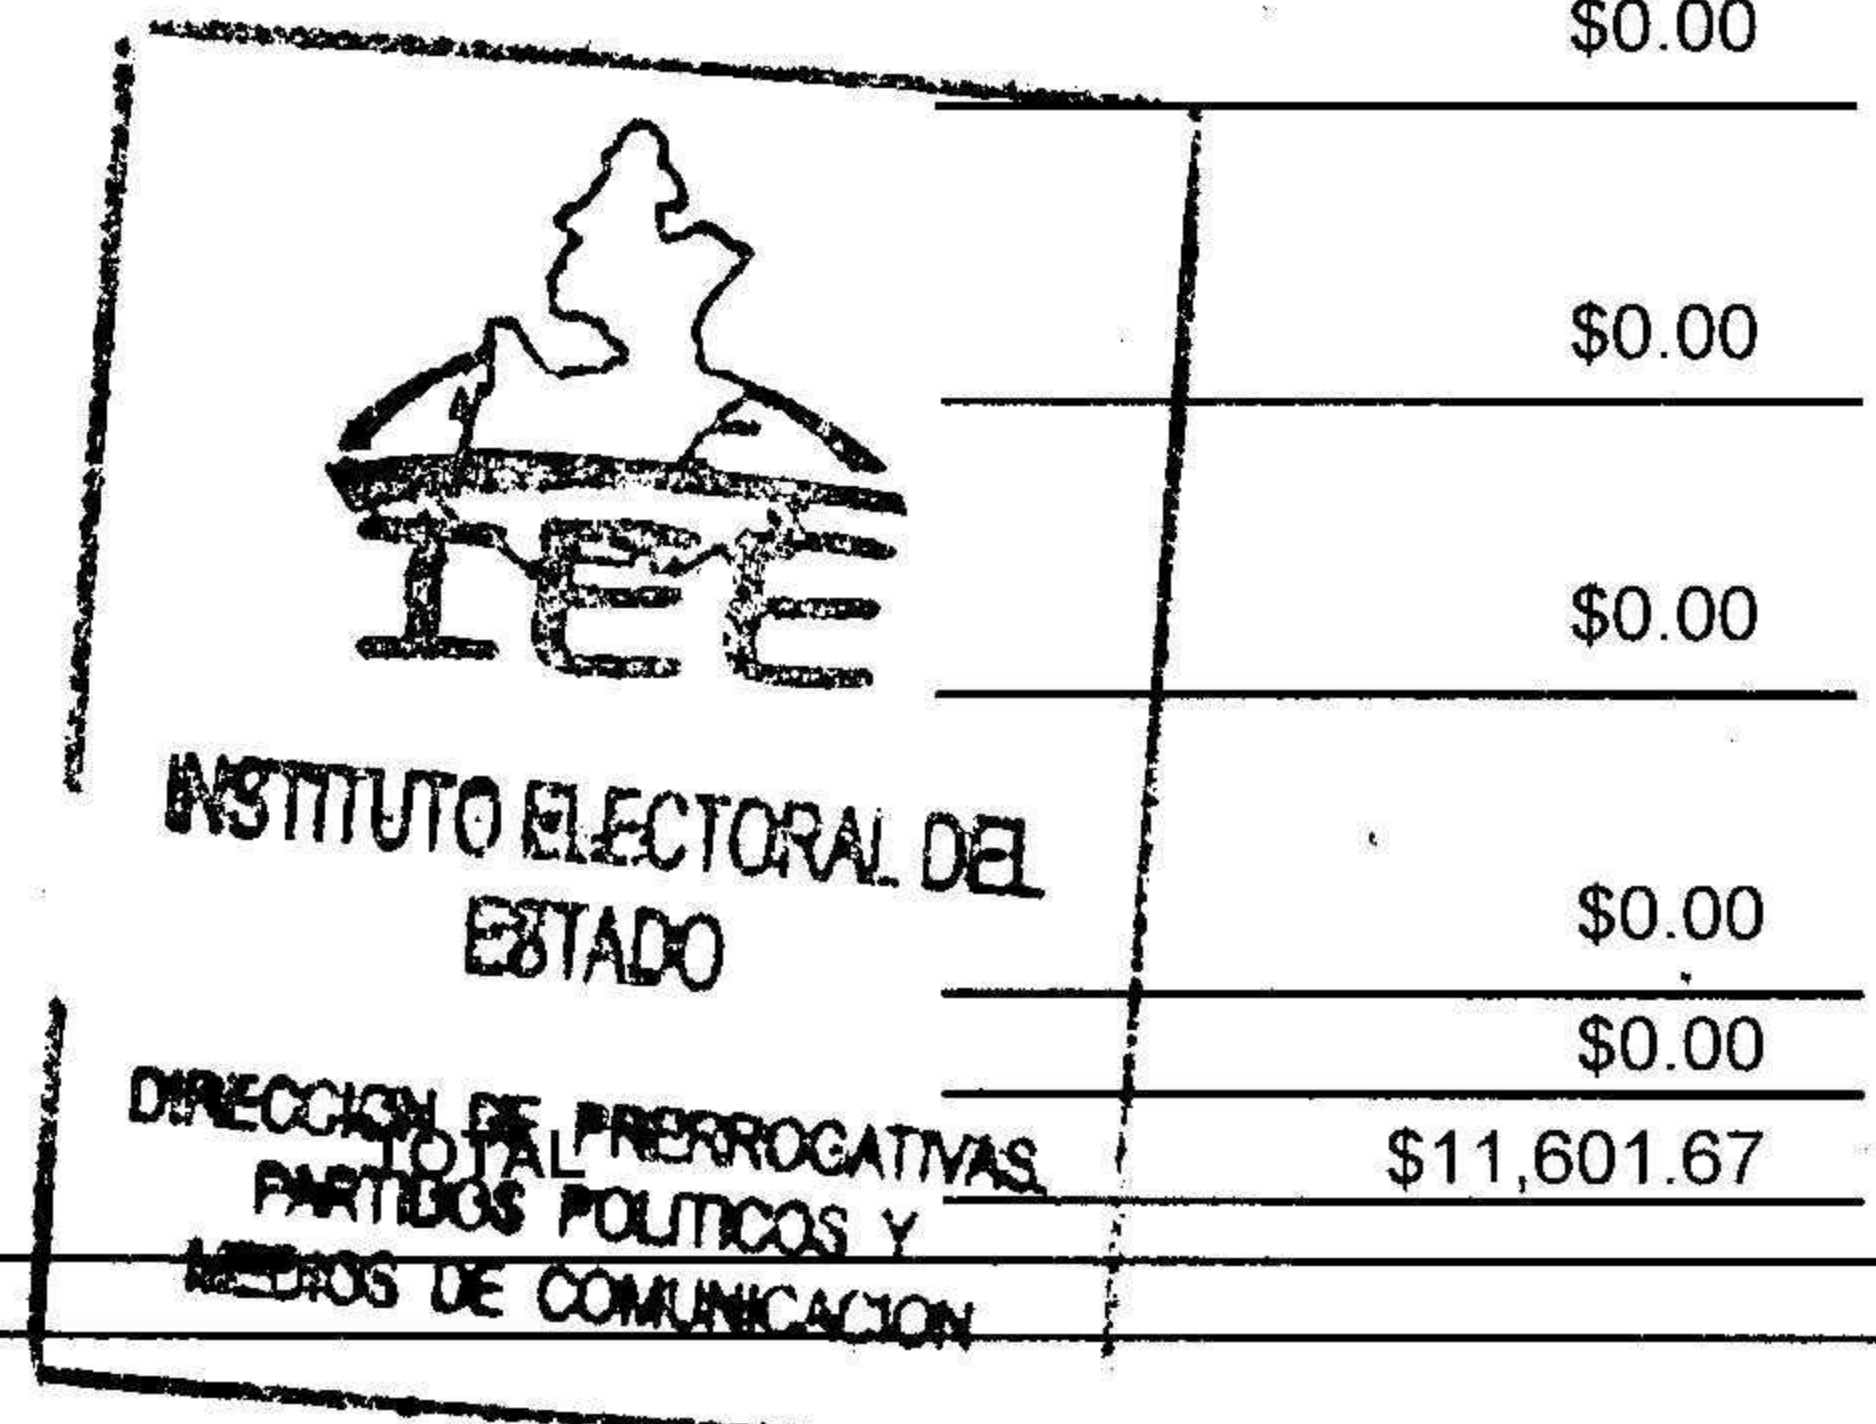 $0.00
$0.00
IEE
$0.00
INSTITUTO ELECTORAL DEL
ESTADO
$0.00
$0.00
DIRECCION DE PRERROGATIVAS,
TOTAL $11,601.67
PARTIDOS POLITICOS Y
MEDIOS DE COMUNICACION